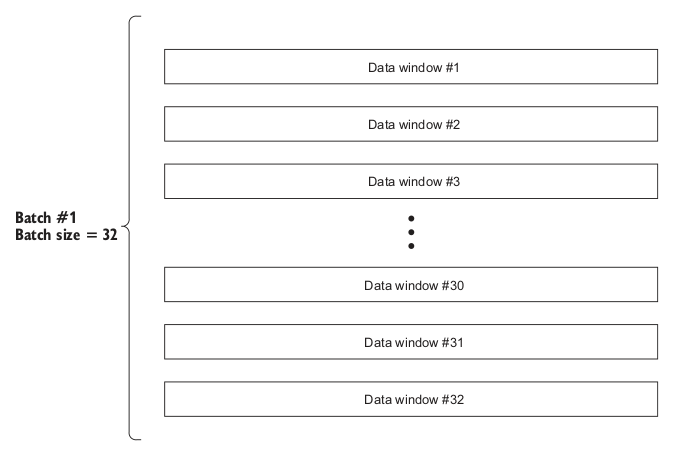 Data window #1
Data window #2
Data window #3
Batch #1
Batch size = 32
Data window #30
Data window #31
Data window #32